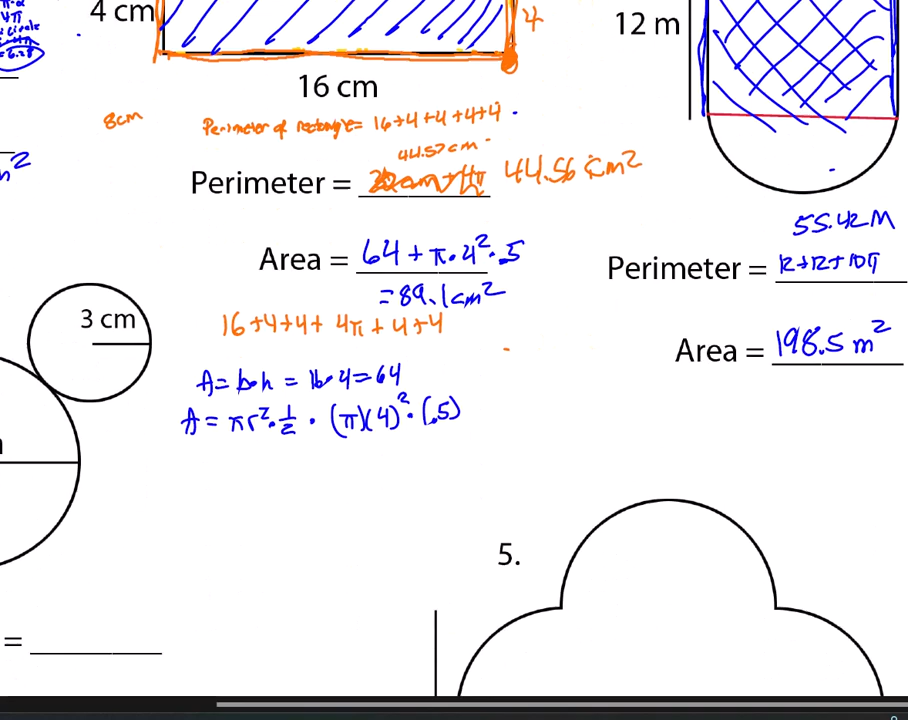 4 cm
4
16 cm
12 m
8cm
Perimeter of rectangle = 16+4+4+4+4
44.57cm
Perimeter = 44.56 cm²
55.42 M
Area = 64 + π·4²·.5
= 89.1cm²
Perimeter = 12+12+10π
3 cm
16+4+4+ 4π + 4+4
Area = 198.5 m²
A = b·h = 16·4=64
A = πr²·½ · (π)(4)²·(.5)
5.
=